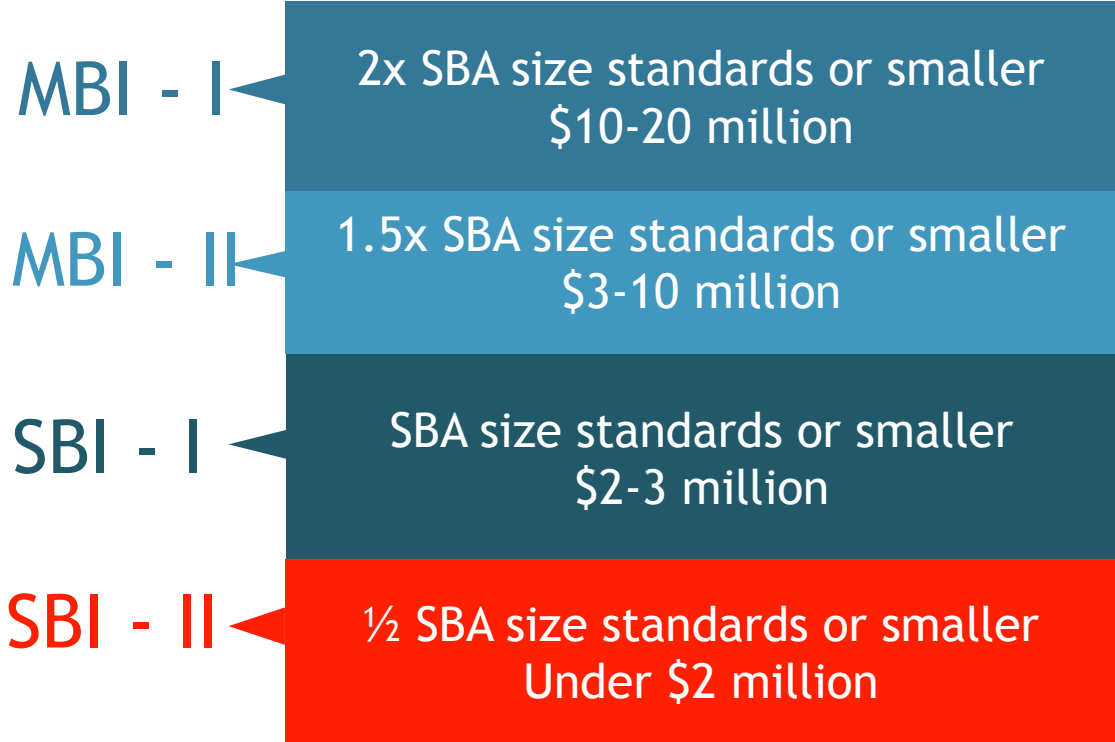 MBI - I
2x SBA size standards or smaller
$10-20 million
MBI - II
1.5x SBA size standards or smaller
$3-10 million
SBI - I
SBA size standards or smaller
$2-3 million
SBI - II
½ SBA size standards or smaller
Under $2 million